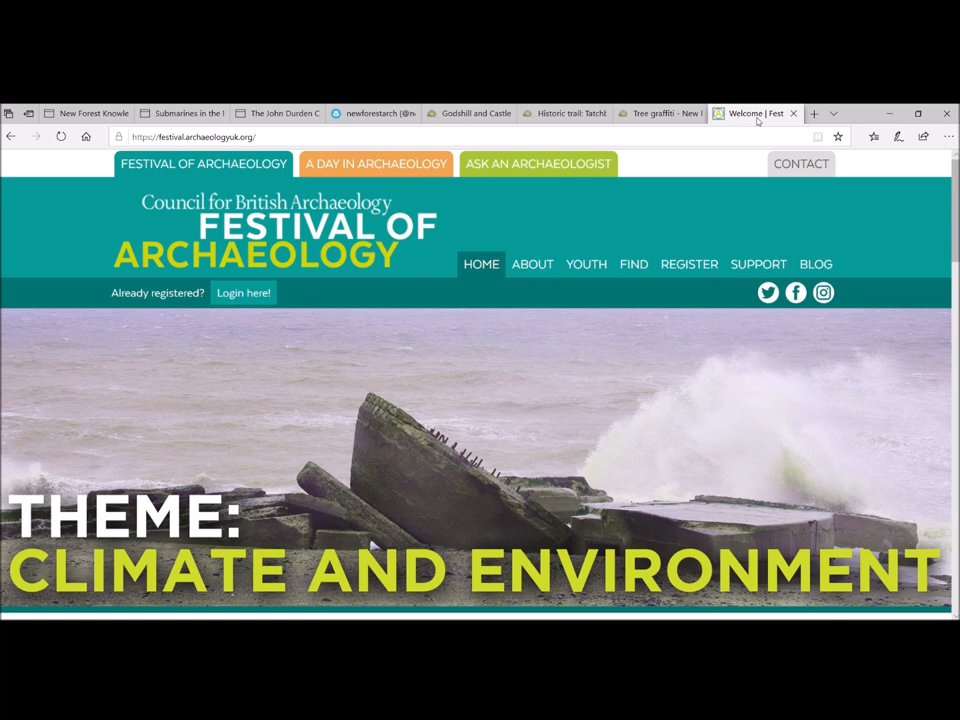 New Forest Knowle
Submarines in the
The John Durden C
newforestarch (@n
Godshill and Castle
Historic trail: Tatchb
Tree graffiti - New
Welcome | Fest
https://festival.archaeologyuk.org/
FESTIVAL OF ARCHAEOLOGY
A DAY IN ARCHAEOLOGY
ASK AN ARCHAEOLOGIST
CONTACT
Council for British Archaeology
FESTIVAL OF
ARCHAEOLOGY
HOME ABOUT YOUTH FIND REGISTER SUPPORT BLOG
Already registered? Login here!
THEME:
CLIMATE AND ENVIRONMENT